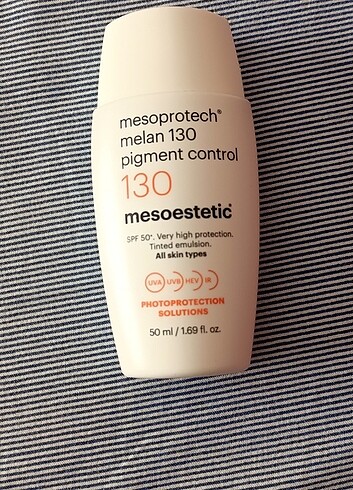 mesoprotech®
melan 130
pigment control
130
mesoestetic®
SPF 50+. Very high protection.
Tinted emulsion.
All skin types
UVA UVB HEV IR
PHOTOPROTECTION
SOLUTIONS
50 ml / 1.69 fl. oz.